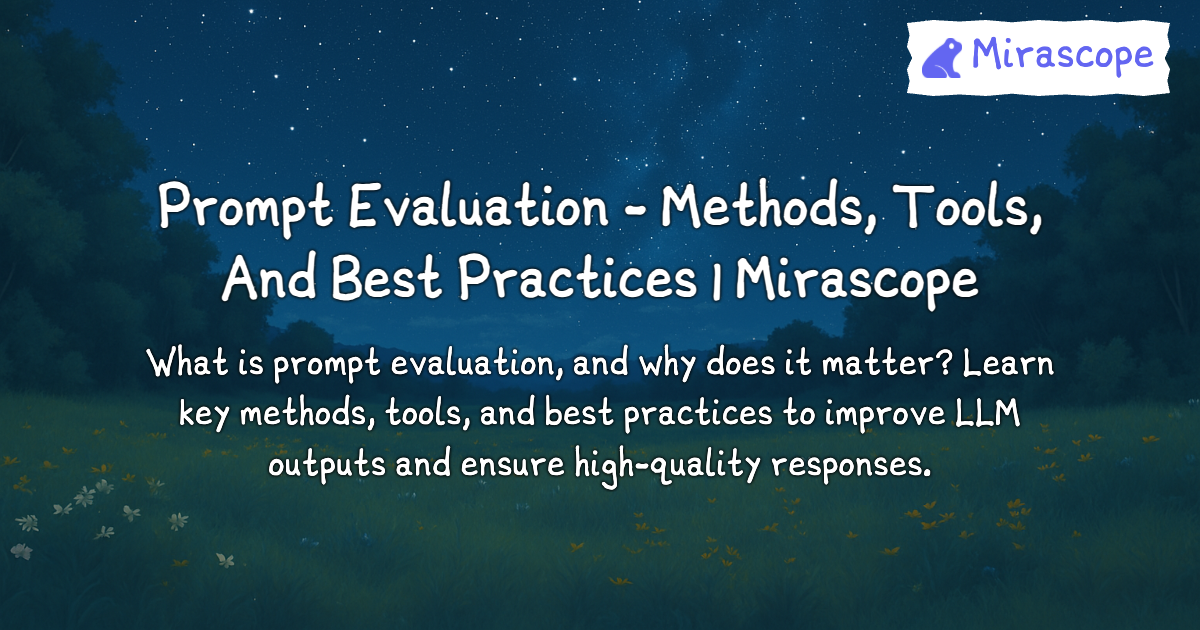 Mirascope
Prompt Evaluation - Methods, Tools,
And Best Practices | Mirascope
What is prompt evaluation, and why does it matter? Learn
key methods, tools, and best practices to improve LLM
outputs and ensure high-quality responses.